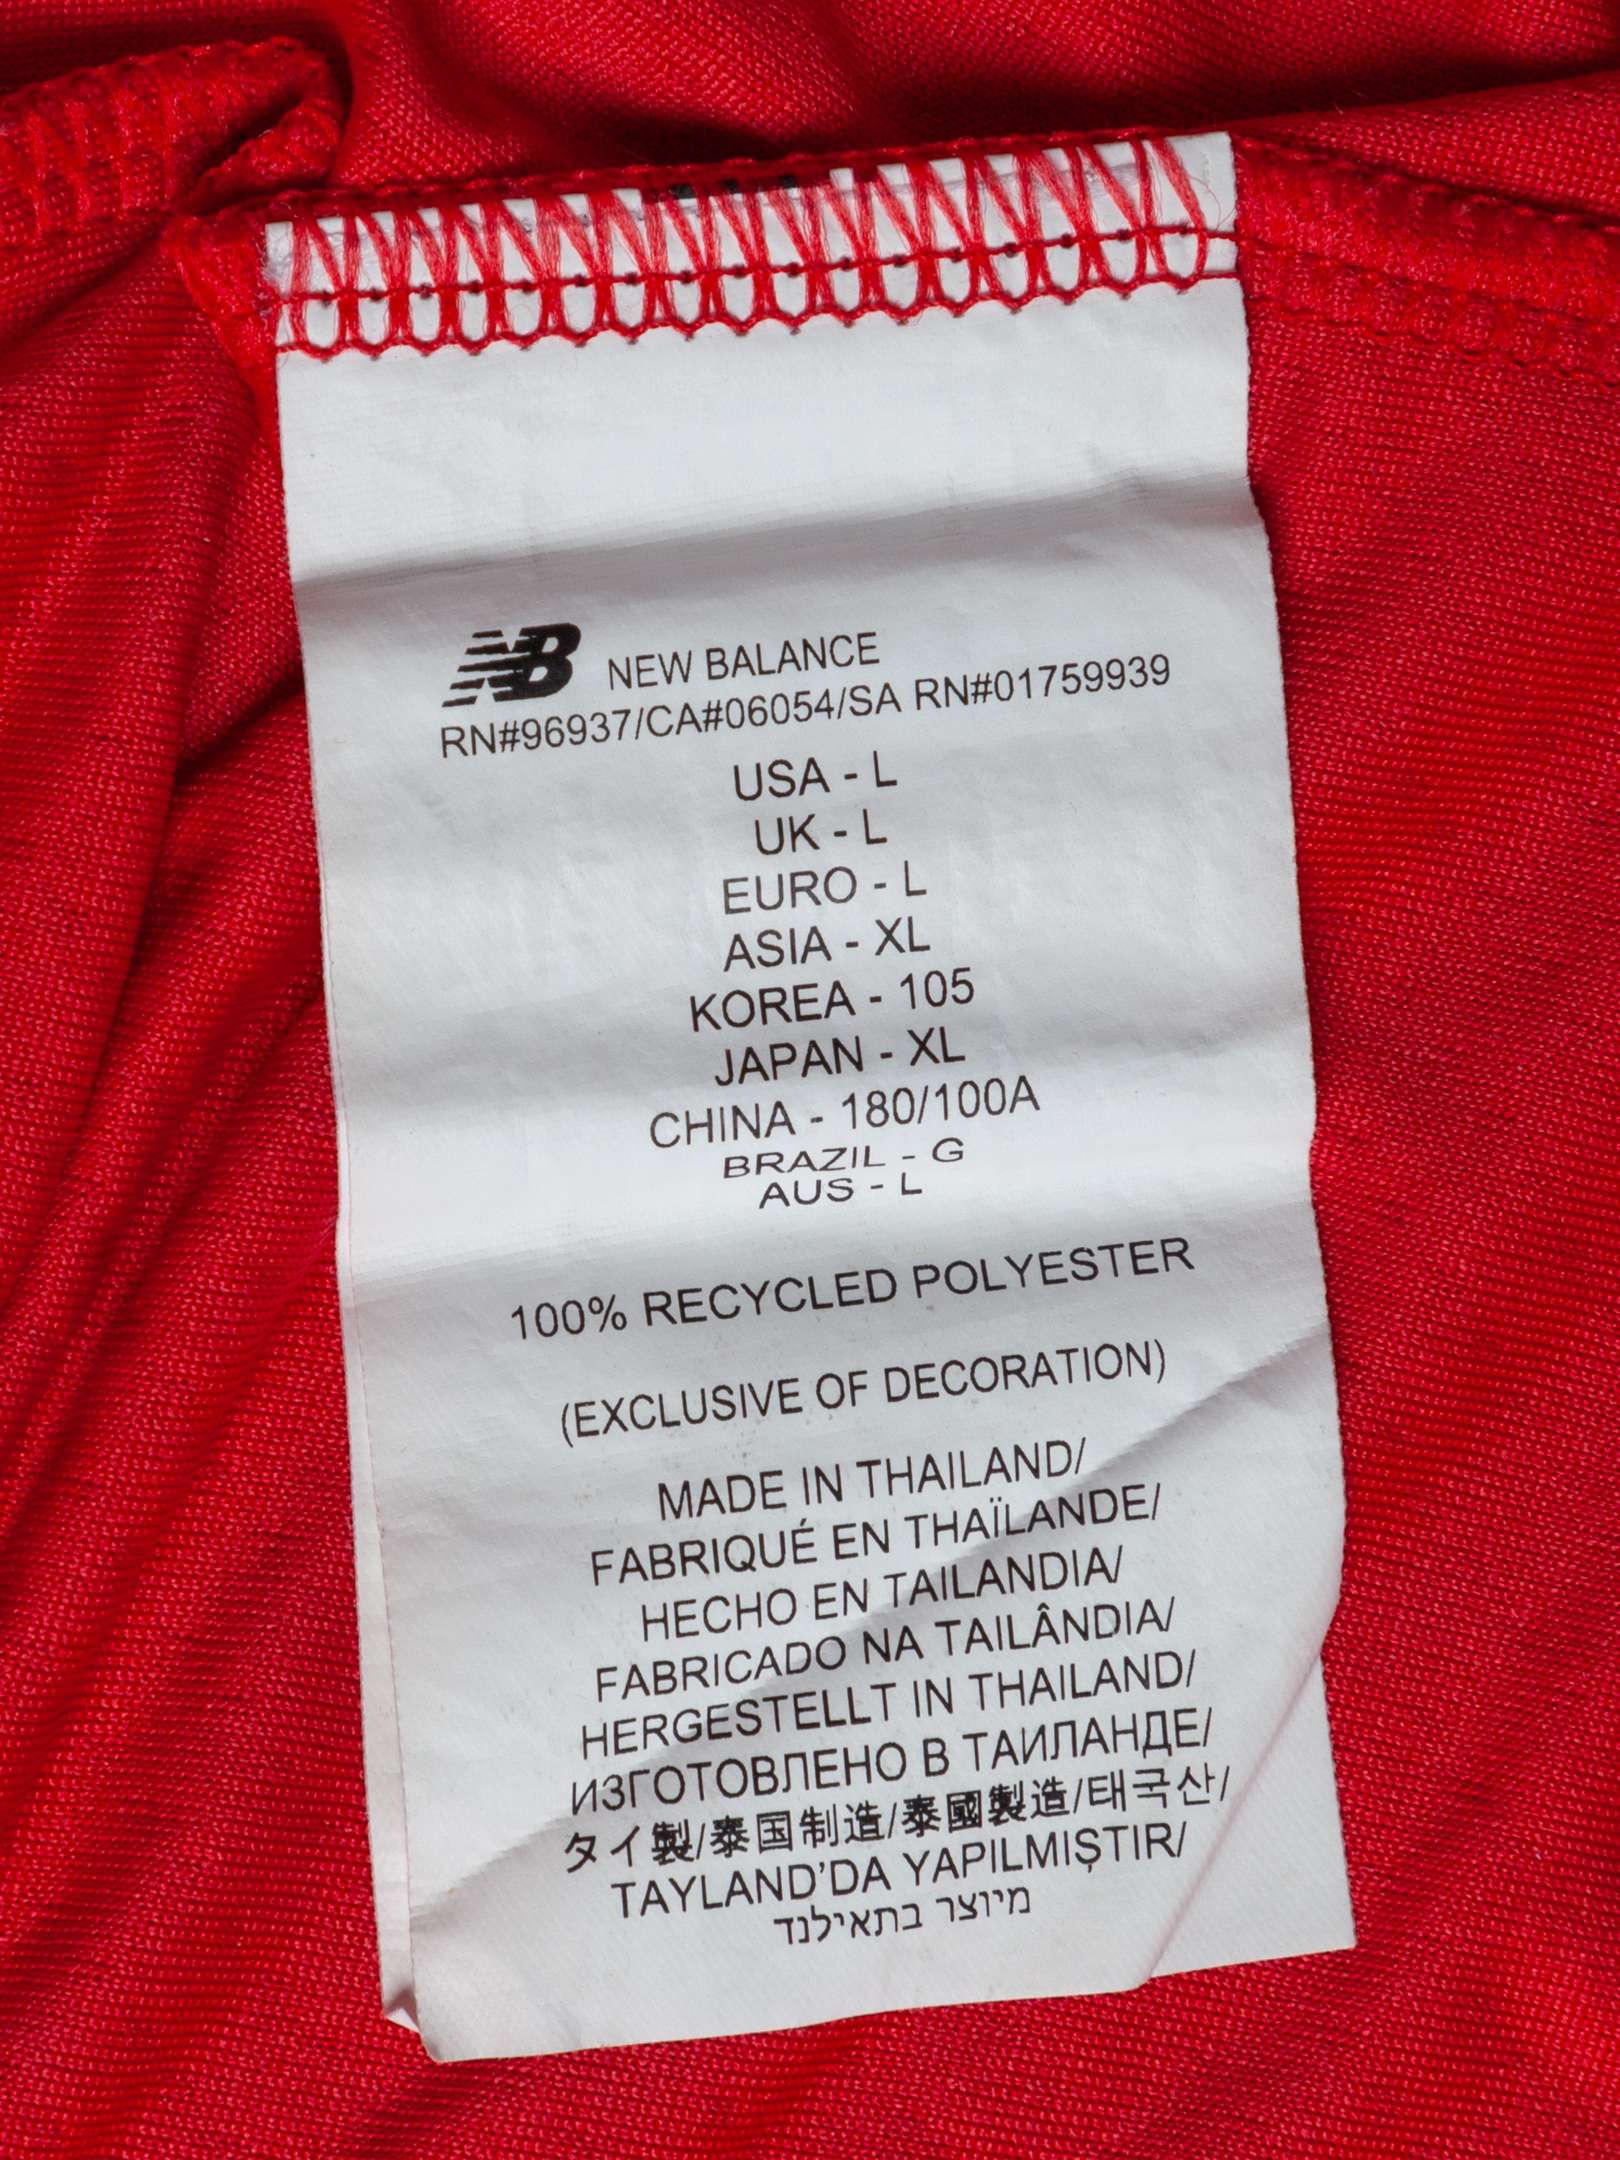 NB NEW BALANCE
RN#96937/CA#06054/SA RN#01759939
USA - L
UK - L
EURO - L
ASIA - XL
KOREA - 105
JAPAN - XL
CHINA - 180/100A
BRAZIL - G
AUS - L
100% RECYCLED POLYESTER
(EXCLUSIVE OF DECORATION)
MADE IN THAILAND/
FABRIQUÉ EN THAÏLANDE/
HECHO EN TAILANDIA/
FABRICADO NA TAILÂNDIA/
HERGESTELLT IN THAILAND/
ИЗГОТОВЛЕНО В ТАИЛАНДЕ/
タイ製/泰国制造/泰國製造/태국산/
TAYLAND’DA YAPILMIŞTIR/
מיוצר בתאילנד